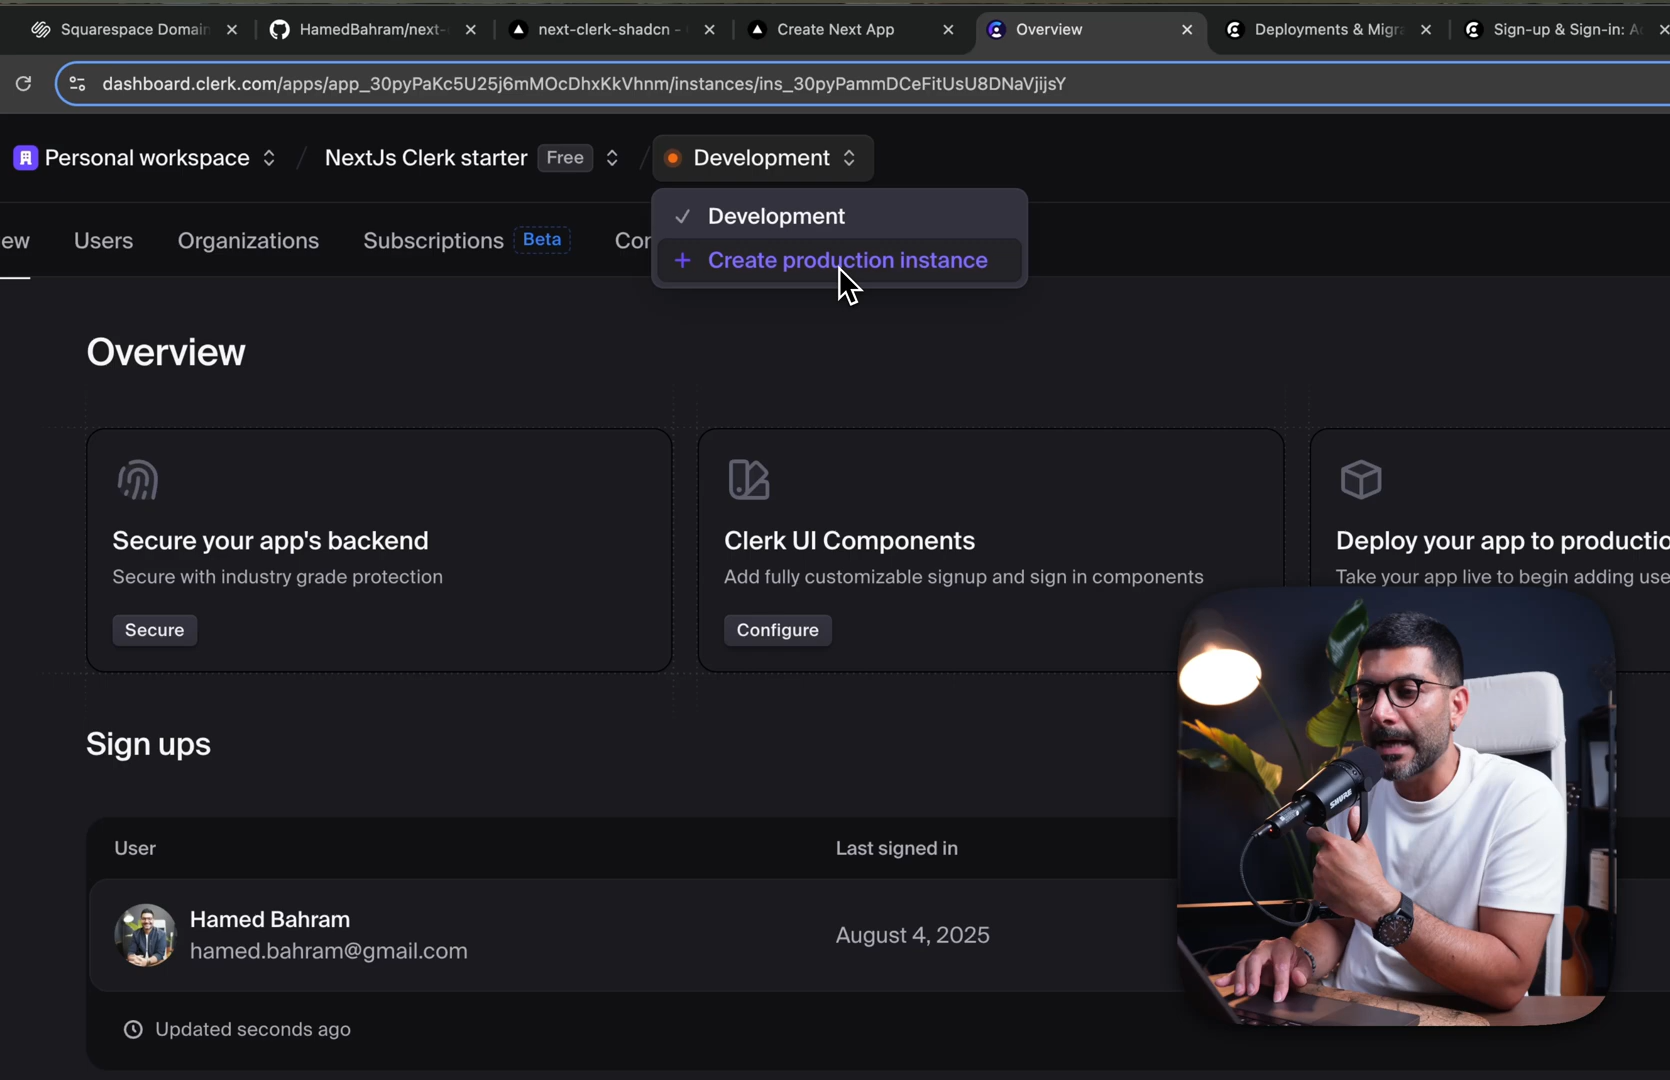 Squarespace Domain
HamedBahram/next-
next-clerk-shadcn -
Create Next App
Overview
Deployments & Migra
Sign-up & Sign-in: A
dashboard.clerk.com/apps/app_30pyPaKc5U25j6mMOcDhxKkVhnm/instances/ins_30pyPammDCeFitUsU8DNaVjijsY
Personal workspace / NextJs Clerk starter Free / Development
Development
+ Create production instance
ew Users Organizations Subscriptions Beta Cor
Overview
Secure your app's backend
Secure with industry grade protection
Secure
Clerk UI Components
Add fully customizable signup and sign in components
Configure
Deploy your app to productio
Take your app live to begin adding use
Sign ups
User Last signed in
Hamed Bahram
hamed.bahram@gmail.com
August 4, 2025
Updated seconds ago
SHURE